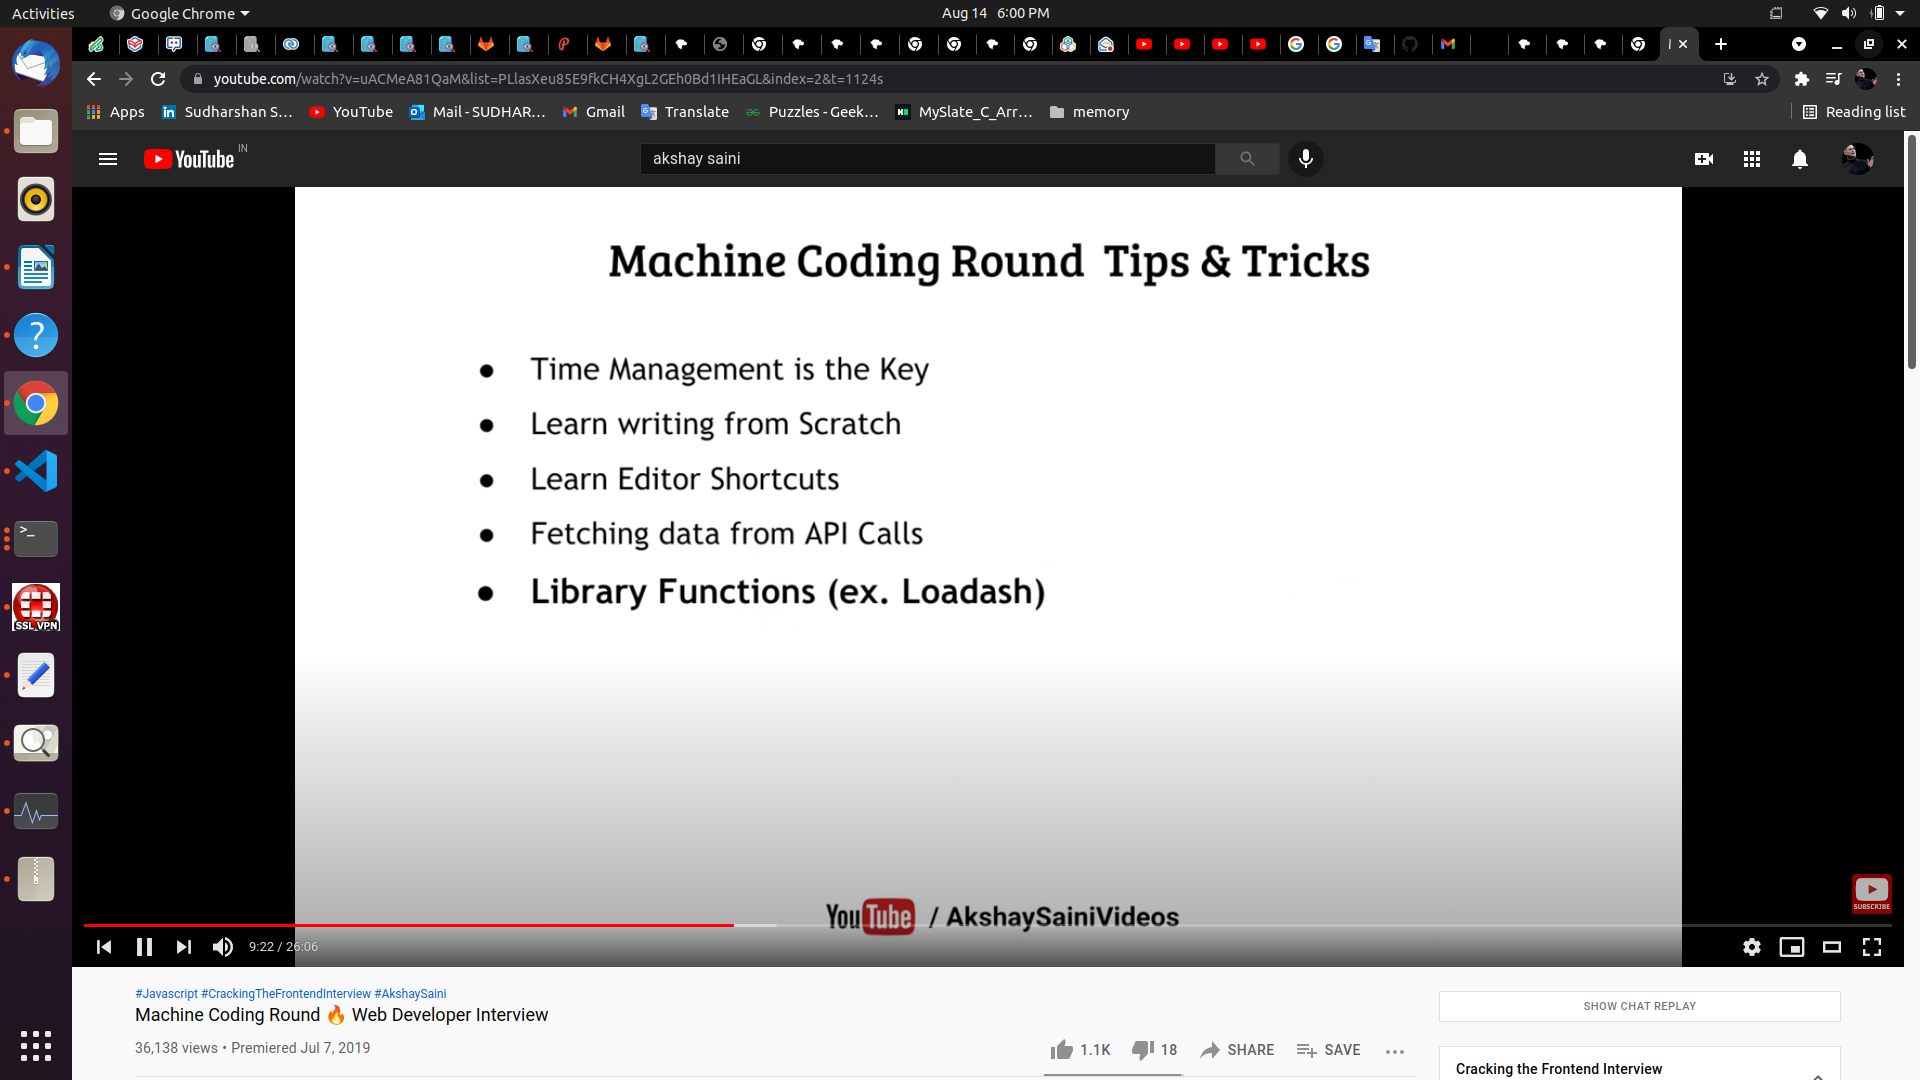 Activities
Google Chrome
Aug 14 6:00 PM
youtube.com/watch?v=uACMeA81QaM&list=PLlasXeu85E9fkCH4XgL2GEh0Bd1IHEaGL&index=2&t=1124s
Apps
Sudharshan S...
YouTube
Mail - SUDHAR...
Gmail
Translate
Puzzles - Geek...
MySlate_C_Arr...
memory
Reading list
YouTube IN
akshay saini
Machine Coding Round Tips & Tricks
● Time Management is the Key
● Learn writing from Scratch
● Learn Editor Shortcuts
● Fetching data from API Calls
● Library Functions (ex. Loadash)
SUBSCRIBE
YouTube / AkshaySainiVideos
9:22 / 26:06
SSL VPN
#Javascript #CrackingTheFrontendInterview #AkshaySaini
Machine Coding Round 🔥 Web Developer Interview
36,138 views • Premiered Jul 7, 2019
1.1K
18
SHARE
SAVE
SHOW CHAT REPLAY
Cracking the Frontend Interview